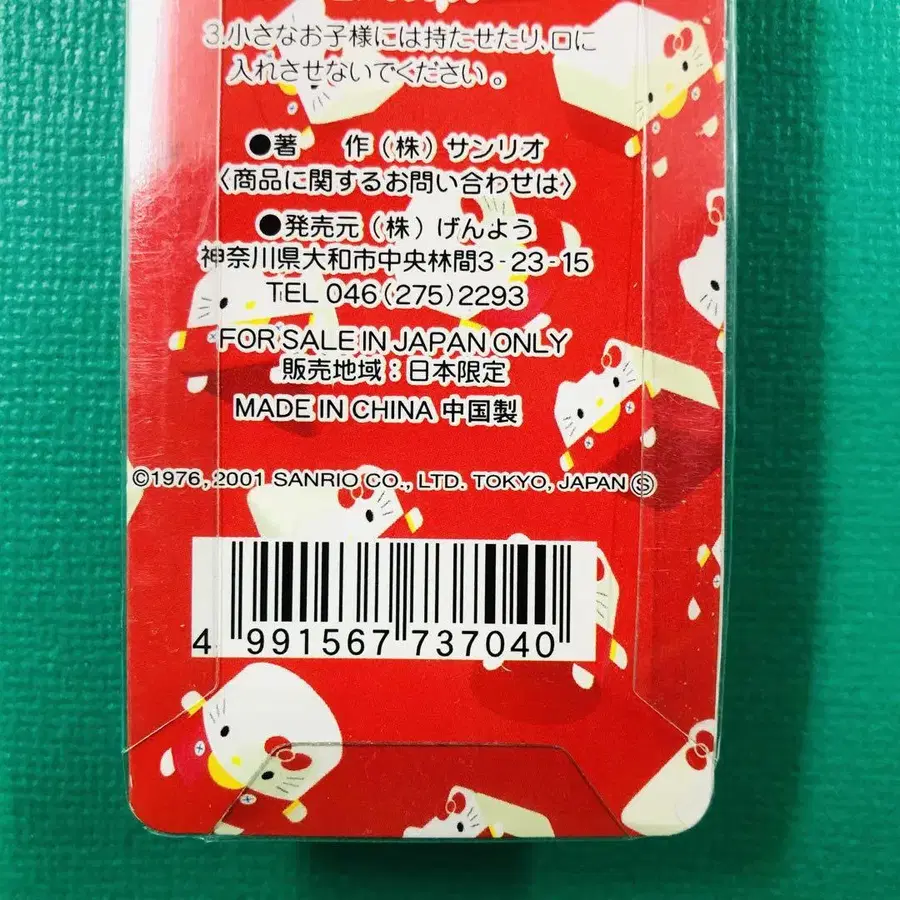 3.小さなお子様には持たせたり、口に
入れさせないでください。
●著 作(株)サンリオ
〈商品に関するお問い合わせは〉
●発売元(株)げんよう
神奈川県大和市中央林間3-23-15
TEL 046(275)2293
FOR SALE IN JAPAN ONLY
販売地域:日本限定
MADE IN CHINA 中国製
©1976, 2001 SANRIO CO., LTD. TOKYO, JAPAN Ⓢ
4 991567 737040